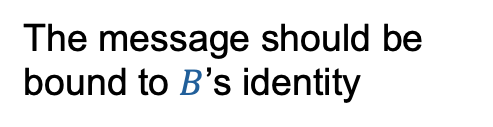 The message should be
bound to B’s identity